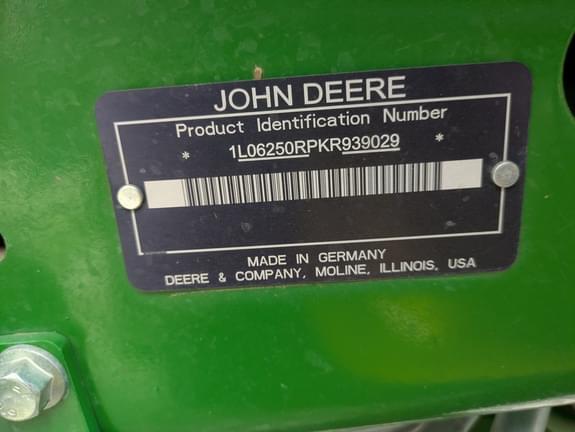 JOHN DEERE
Product Identification Number
* 1L06250RPKR939029 *
MADE IN GERMANY
DEERE & COMPANY, MOLINE, ILLINOIS, USA